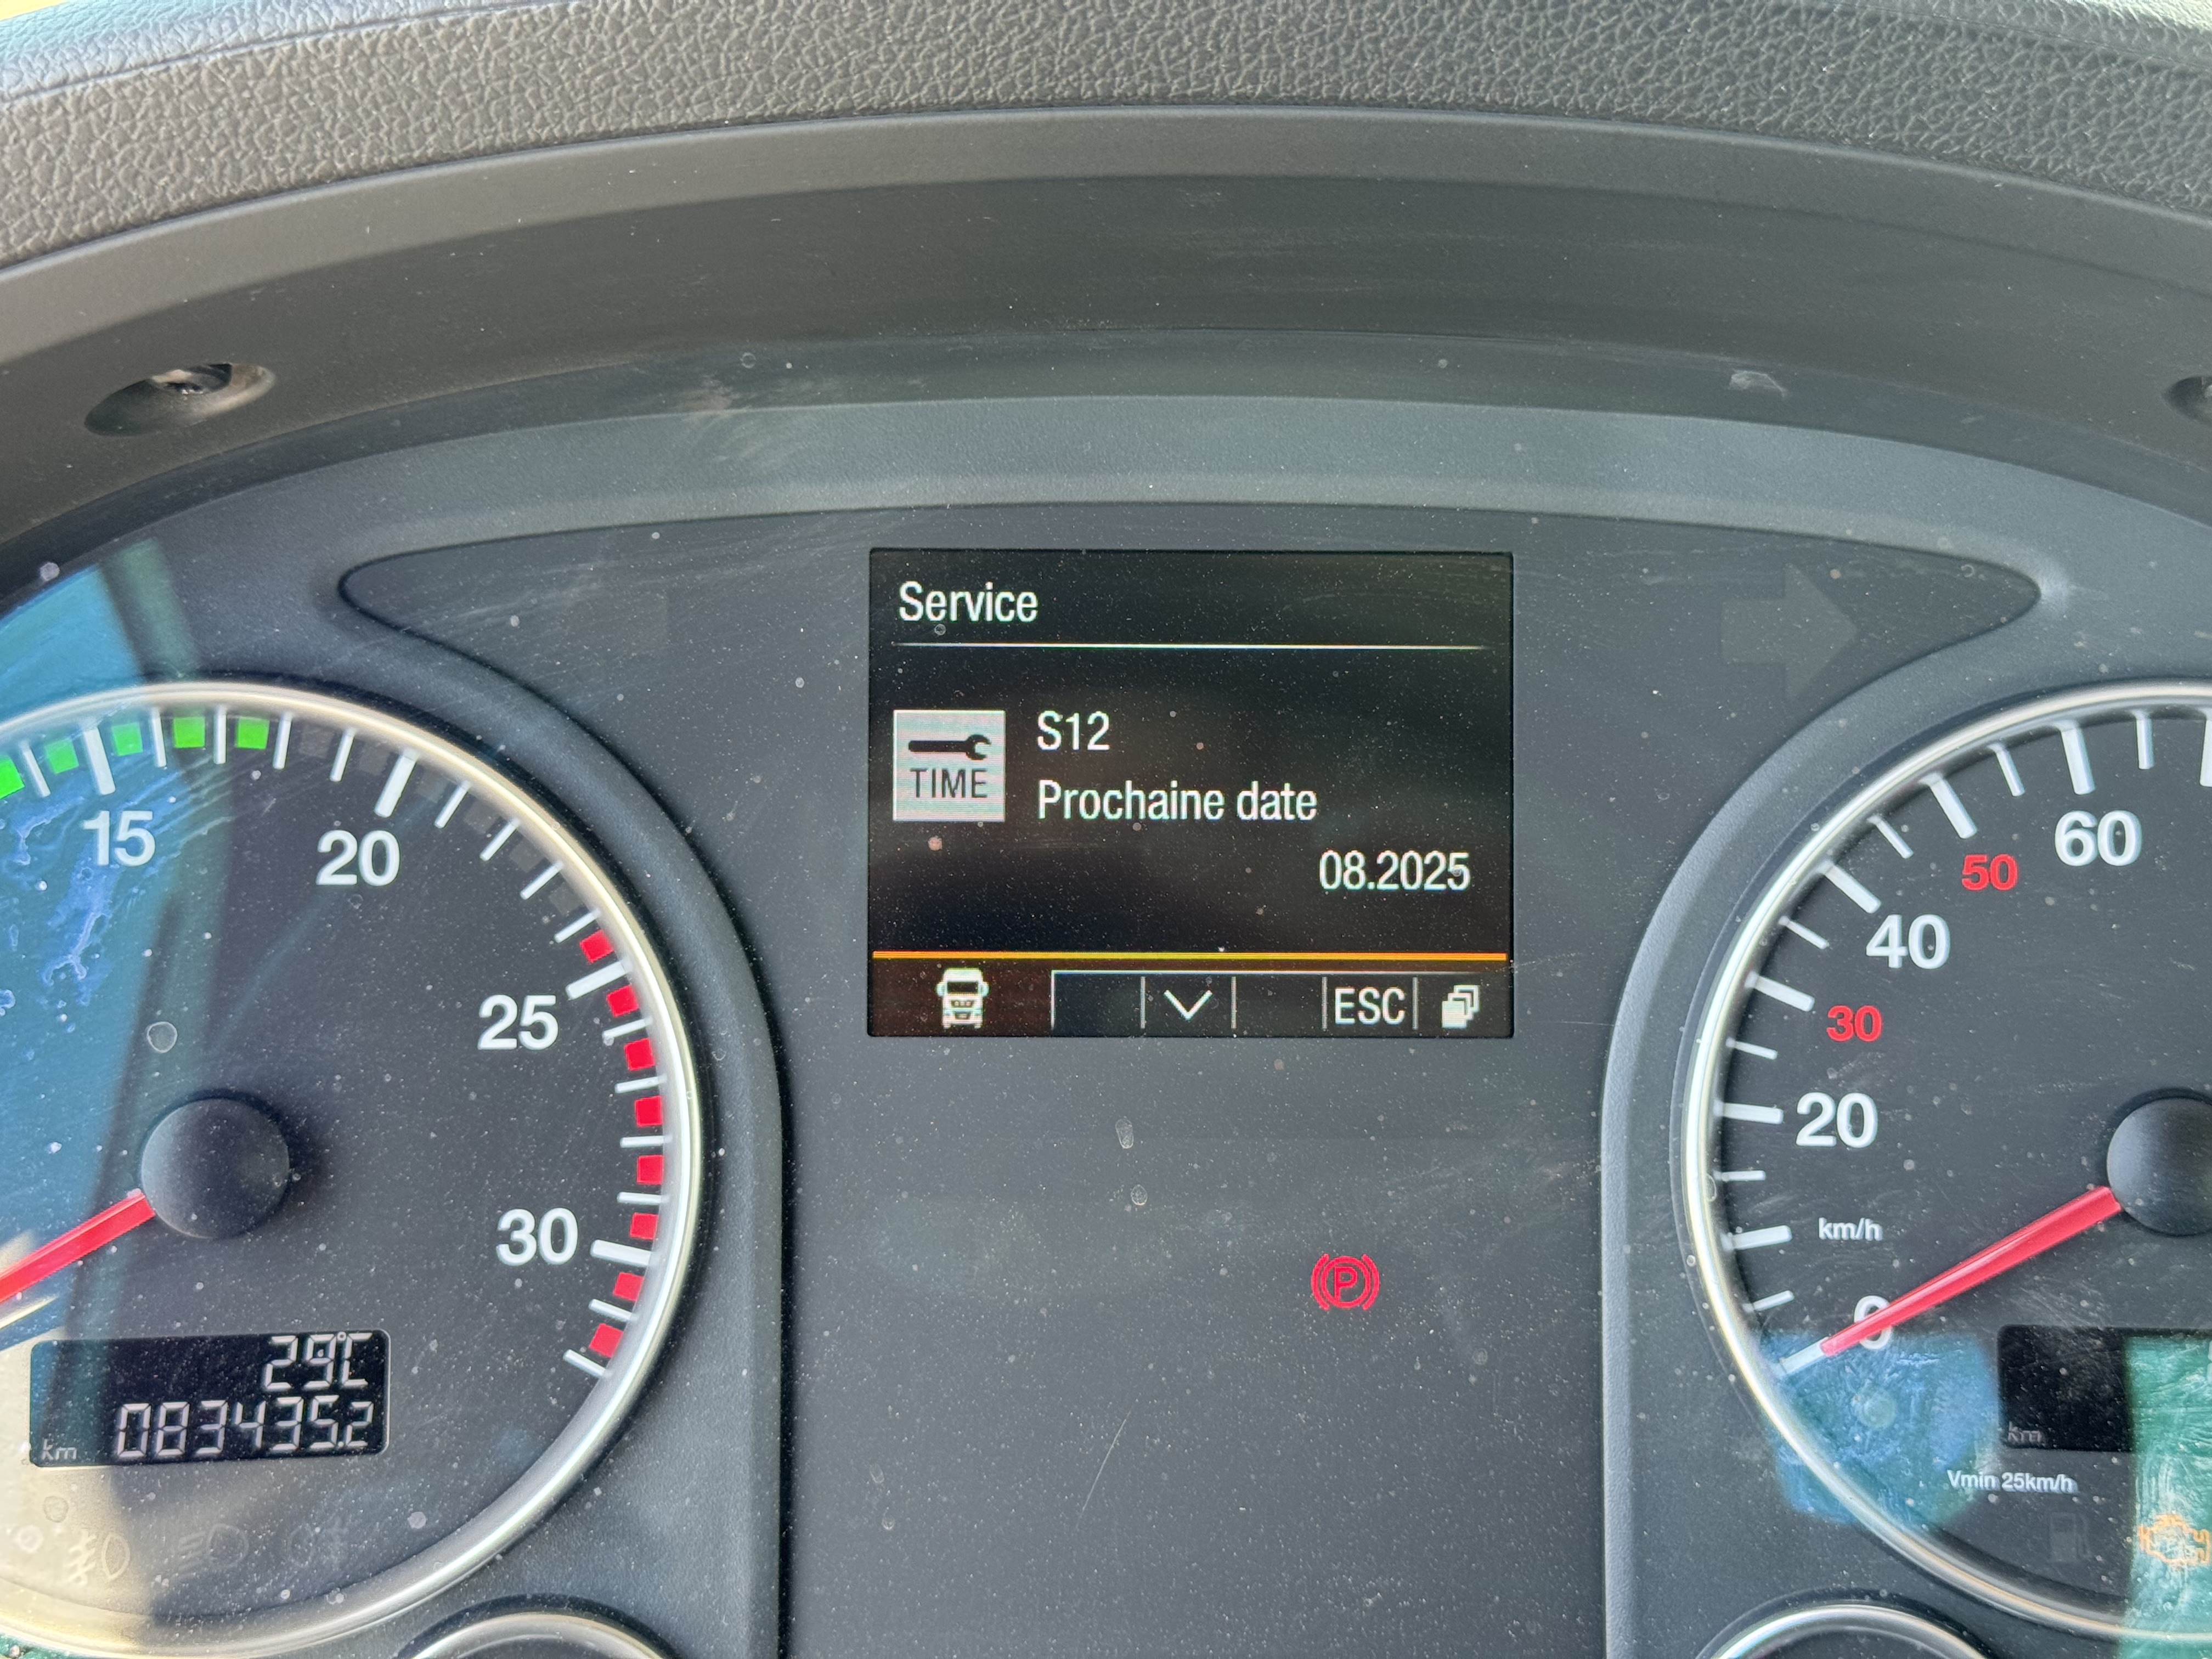 Service
S12
TIME
Prochaine date
08.2025
ESC
15
20
25
30
29°C
km 083435.2
60
50
40
30
20
km/h
0
km
Vmin 25km/h
P